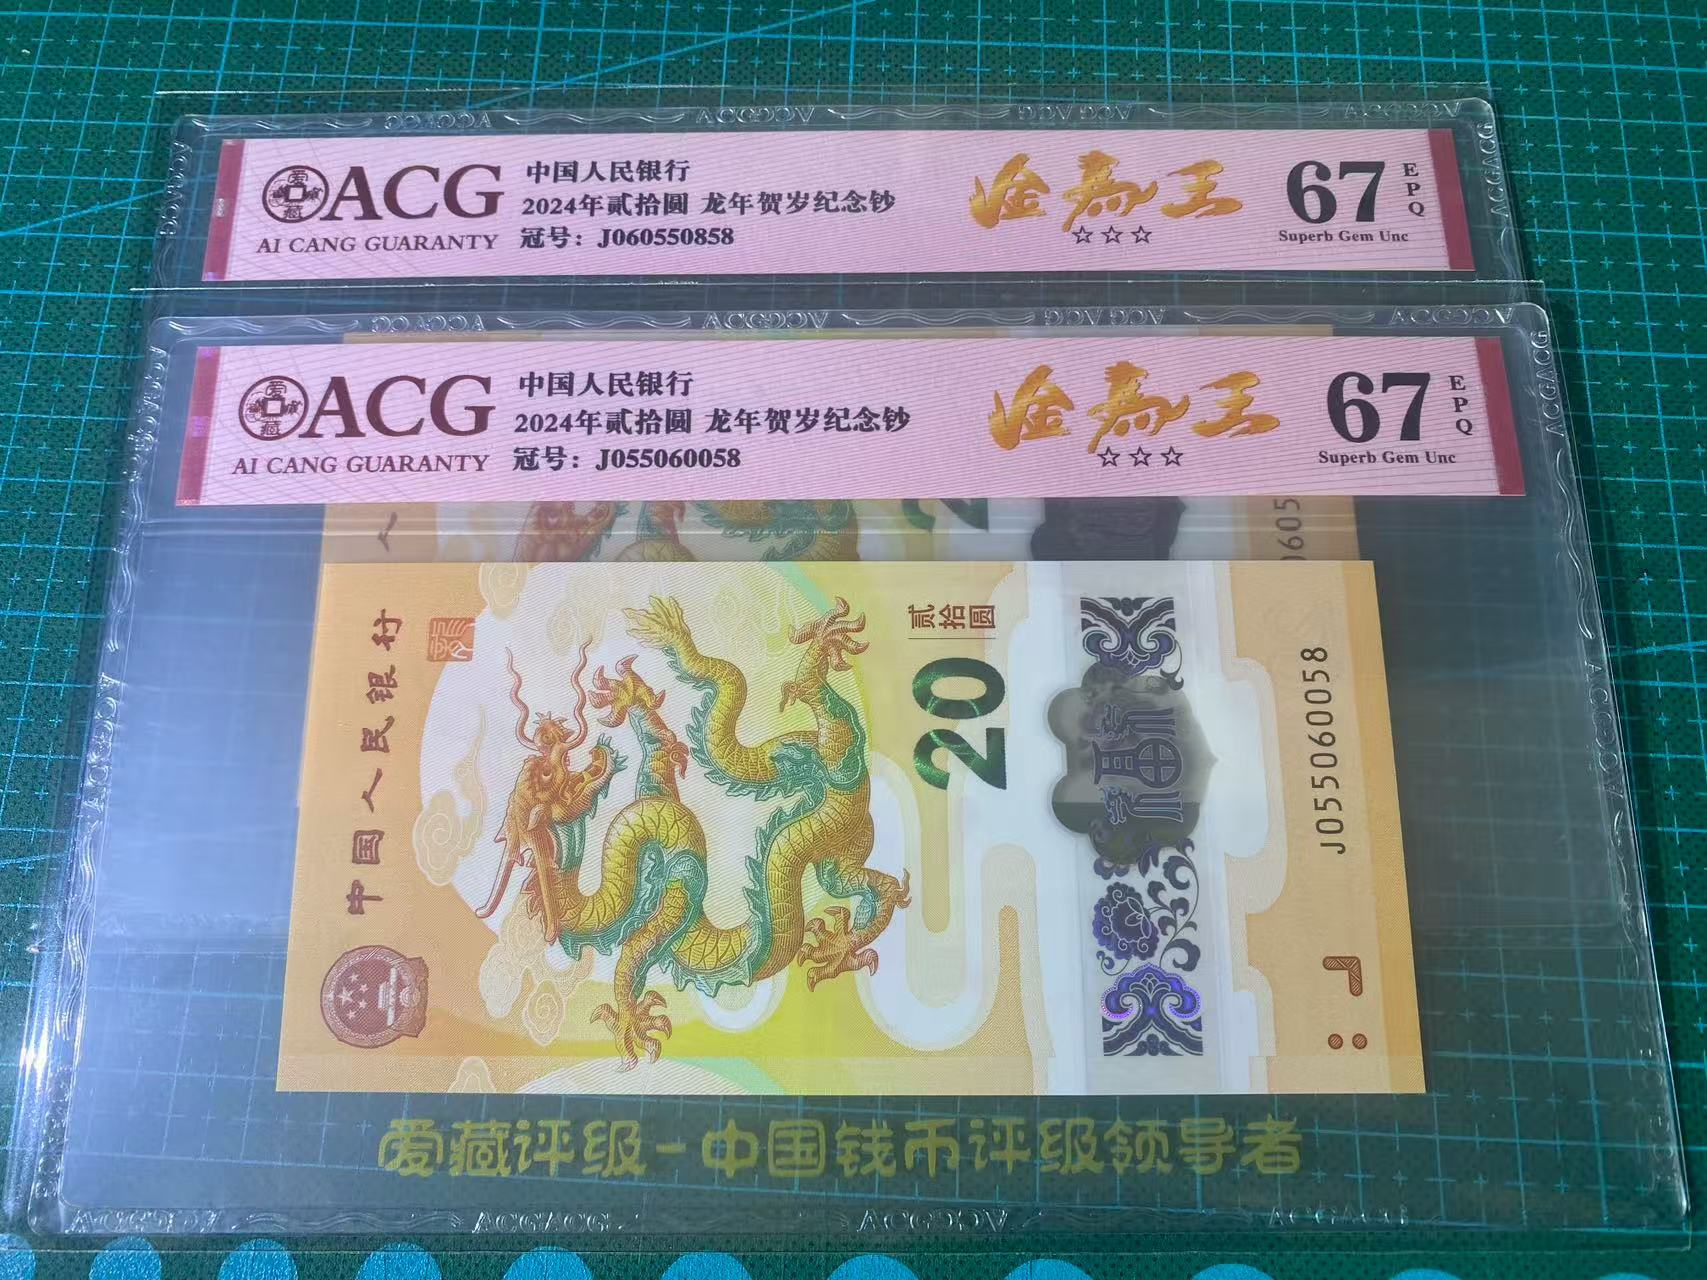 ACG
AI CANG GUARANTY
中国人民银行
2024年贰拾圆 龙年贺岁纪念钞
冠号：J060550858
金馬王
☆☆☆
67
EPQ
Superb Gem Unc
ACG
AI CANG GUARANTY
中国人民银行
2024年贰拾圆 龙年贺岁纪念钞
冠号：J055060058
金馬王
☆☆☆
67
EPQ
Superb Gem Unc
中国人民银行
贰拾圆
20
福
J055060058
爱藏评级-中国钱币评级领导者
ACGACG